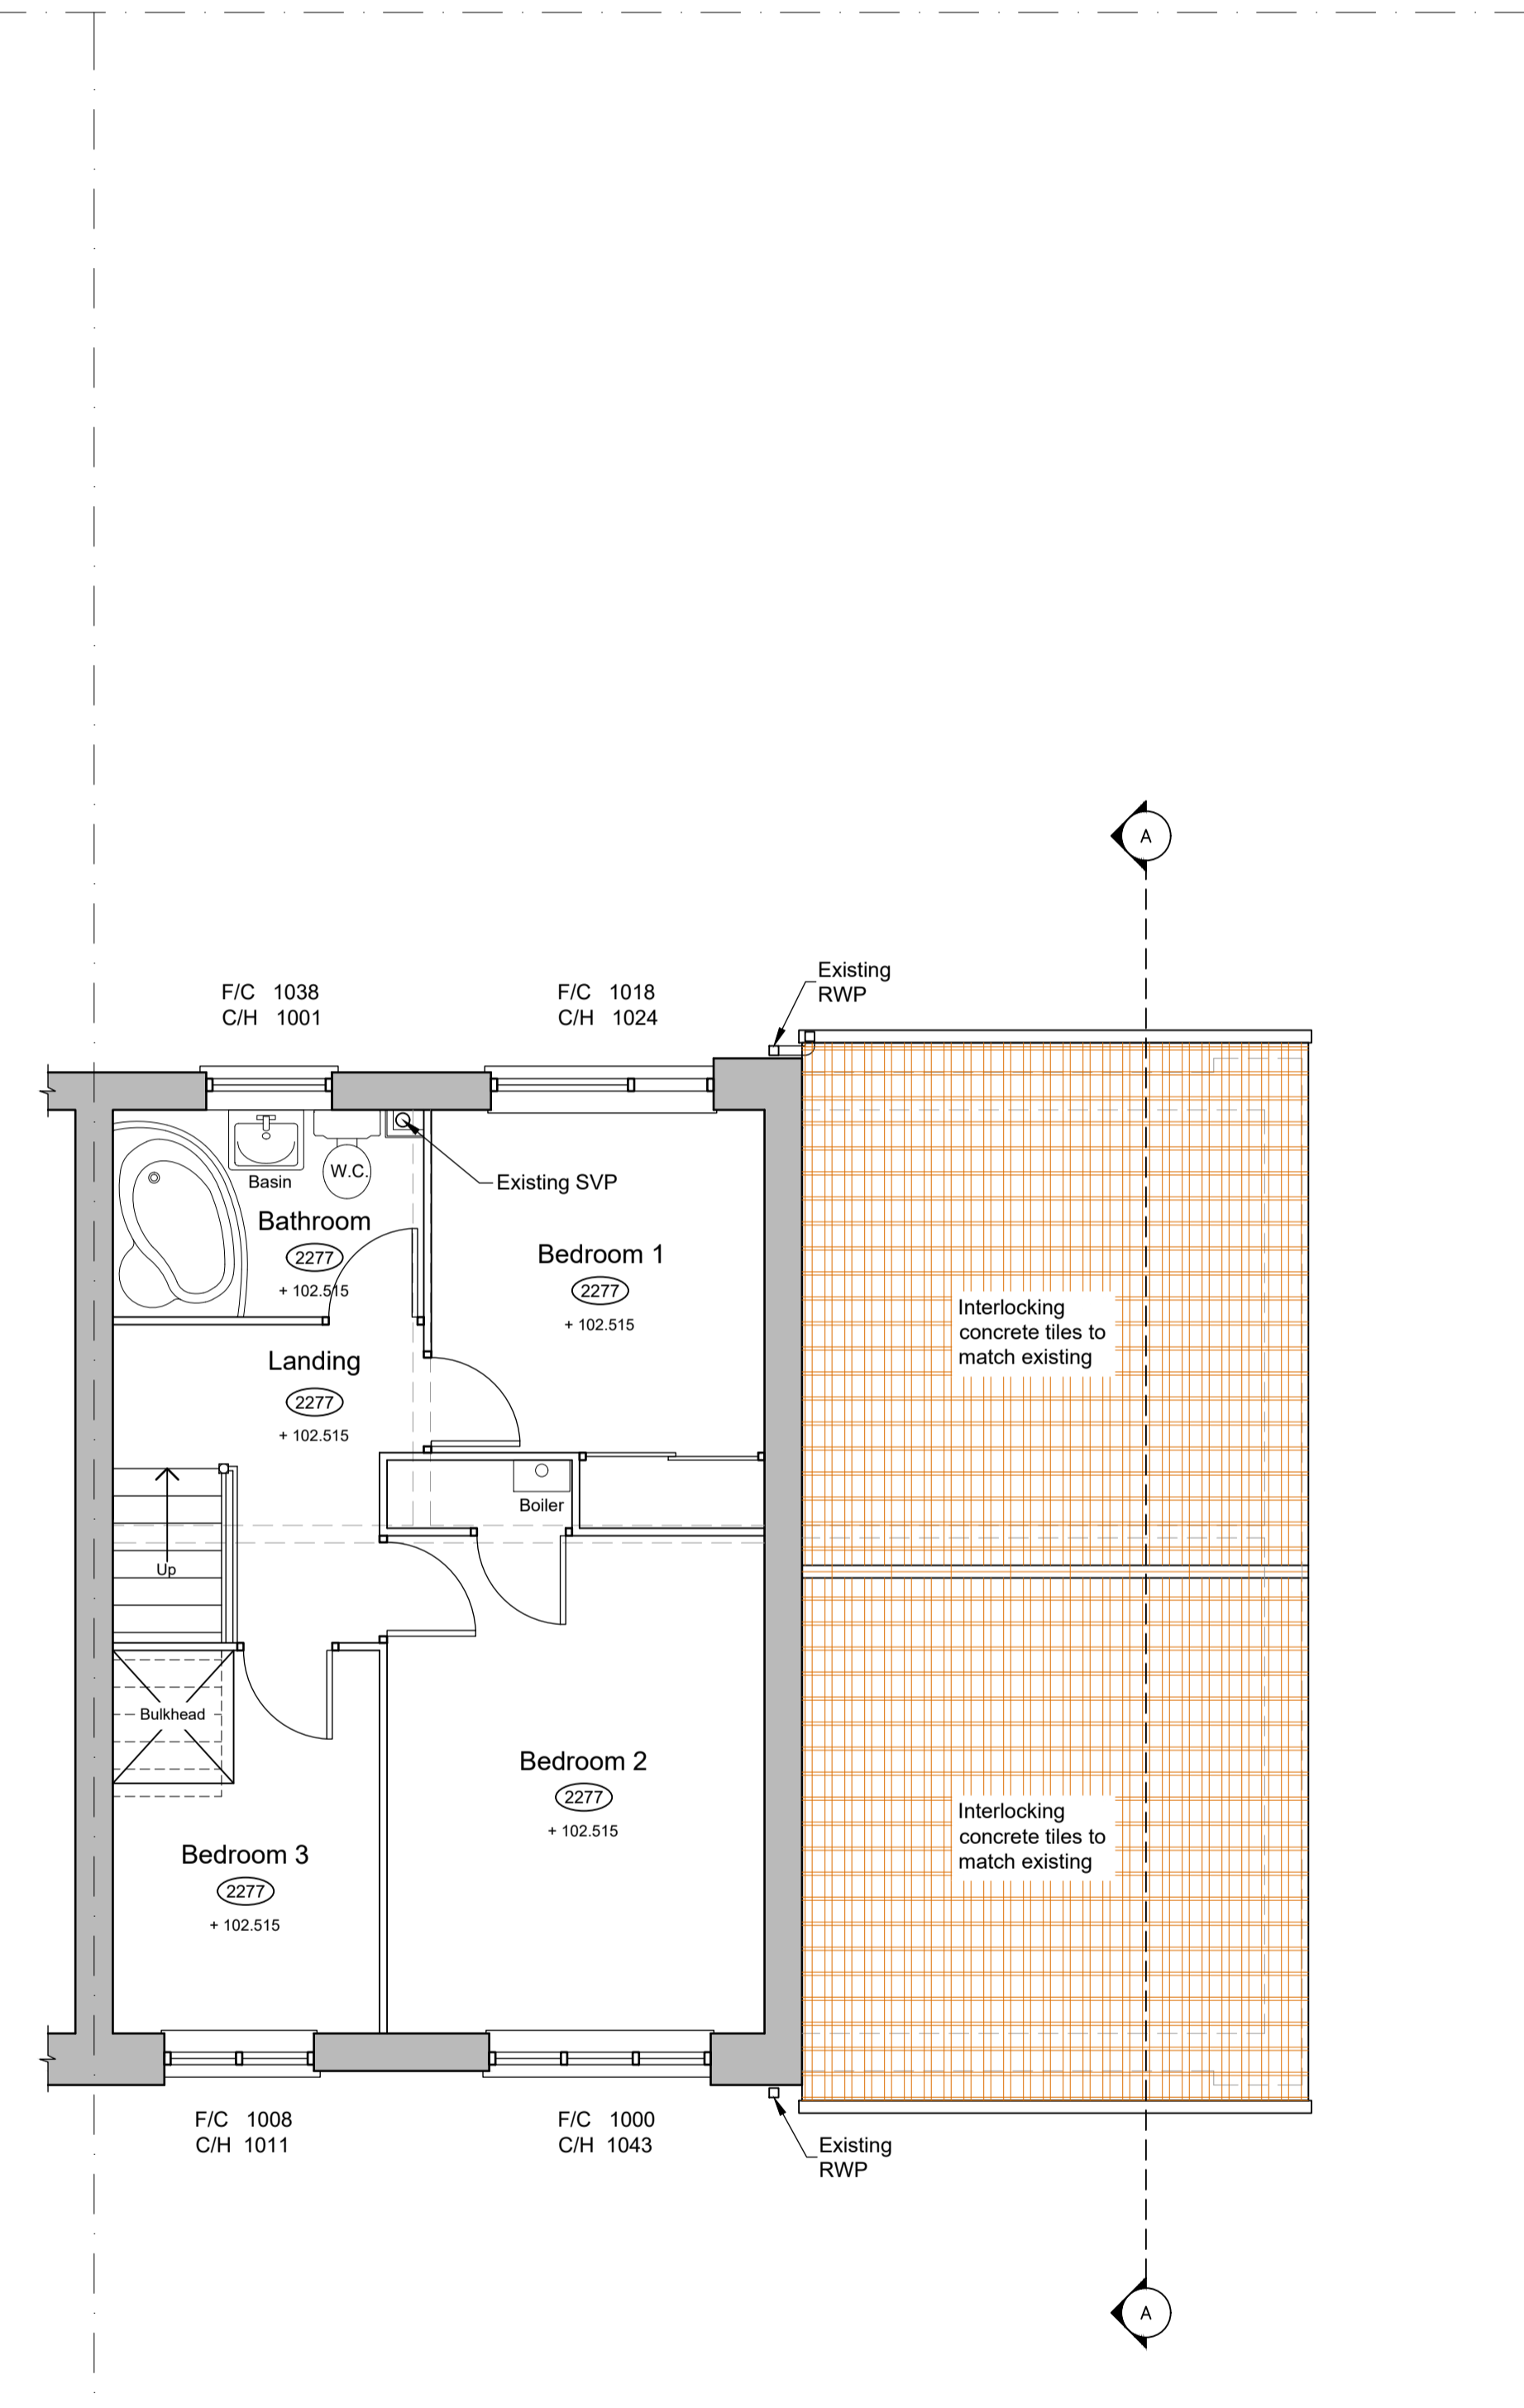 A
Existing
RWP
F/C 1038
C/H 1001
F/C 1018
C/H 1024
W.C.
Basin
Existing SVP
Bathroom
2277
+ 102.515
Bedroom 1
2277
+ 102.515
Interlocking
concrete tiles to
match existing
Landing
2277
+ 102.515
Boiler
Up
Bulkhead
Bedroom 2
2277
+ 102.515
Interlocking
concrete tiles to
match existing
Bedroom 3
2277
+ 102.515
F/C 1008
C/H 1011
F/C 1000
C/H 1043
Existing
RWP
A